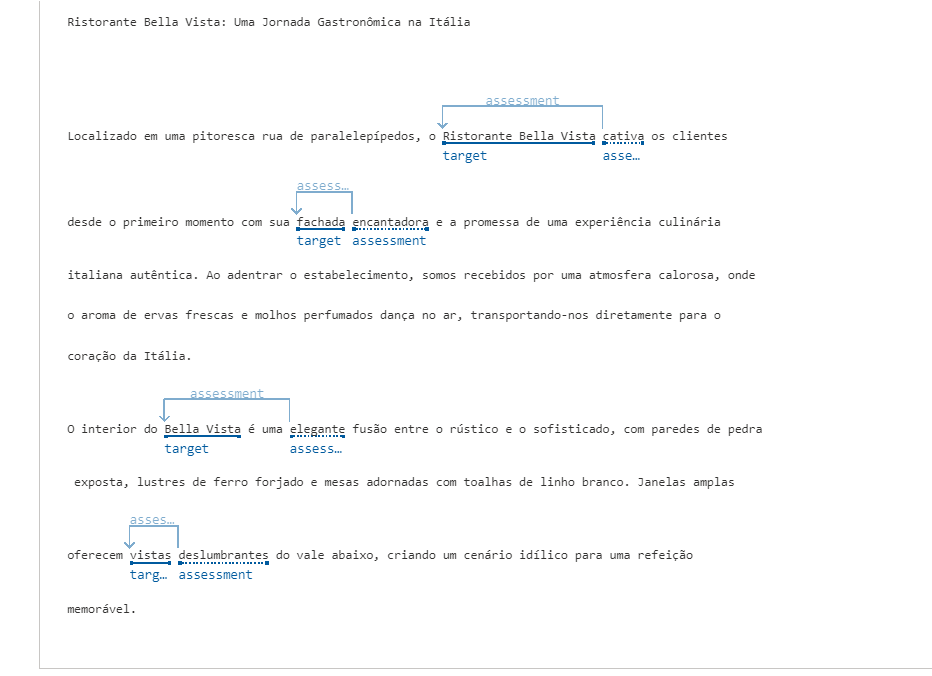 Ristorante Bella Vista: Uma Jornada Gastronômica na Itália
assessment
Localizado em uma pitoresca rua de paralelepípedos, o Ristorante Bella Vista cativa os clientes
target asse…
assess…
desde o primeiro momento com sua fachada encantadora e a promessa de uma experiência culinária
target assessment
italiana autêntica. Ao adentrar o estabelecimento, somos recebidos por uma atmosfera calorosa, onde
o aroma de ervas frescas e molhos perfumados dança no ar, transportando-nos diretamente para o
coração da Itália.
assessment
O interior do Bella Vista é uma elegante fusão entre o rústico e o sofisticado, com paredes de pedra
target assess…
exposta, lustres de ferro forjado e mesas adornadas com toalhas de linho branco. Janelas amplas
asses…
oferecem vistas deslumbrantes do vale abaixo, criando um cenário idílico para uma refeição
targ… assessment
memorável.